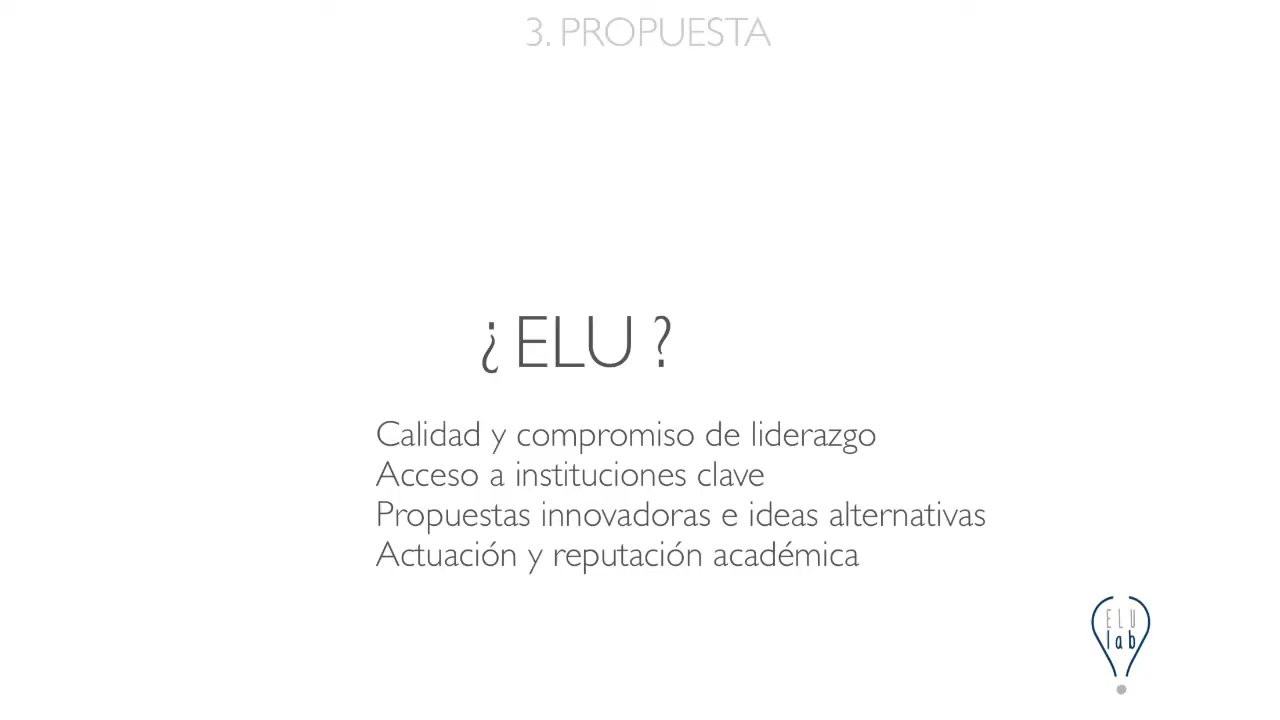 3. PROPUESTA
¿ ELU ?
Calidad y compromiso de liderazgo
Acceso a instituciones clave
Propuestas innovadoras e ideas alternativas
Actuación y reputación académica
ELU
lab